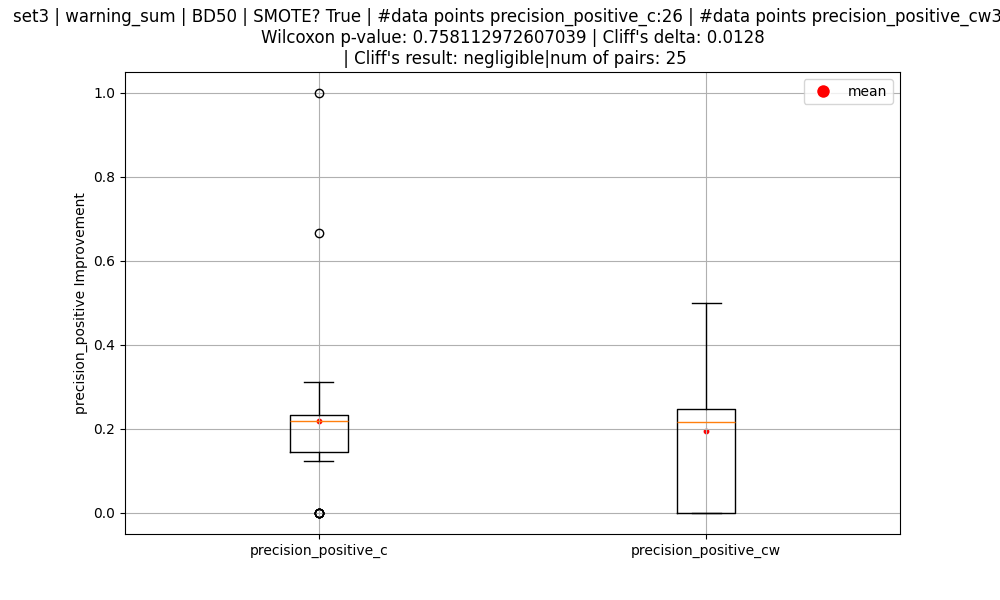 set3 | warning_sum | BD50 | SMOTE? True | #data points precision_positive_c:26 | #data points precision_positive_cw3
Wilcoxon p-value: 0.758112972607039 | Cliff's delta: 0.0128
| Cliff's result: negligible|num of pairs: 25
mean
1.0
0.8
0.6
0.4
0.2
0.0
precision_positive Improvement
precision_positive_c
precision_positive_cw